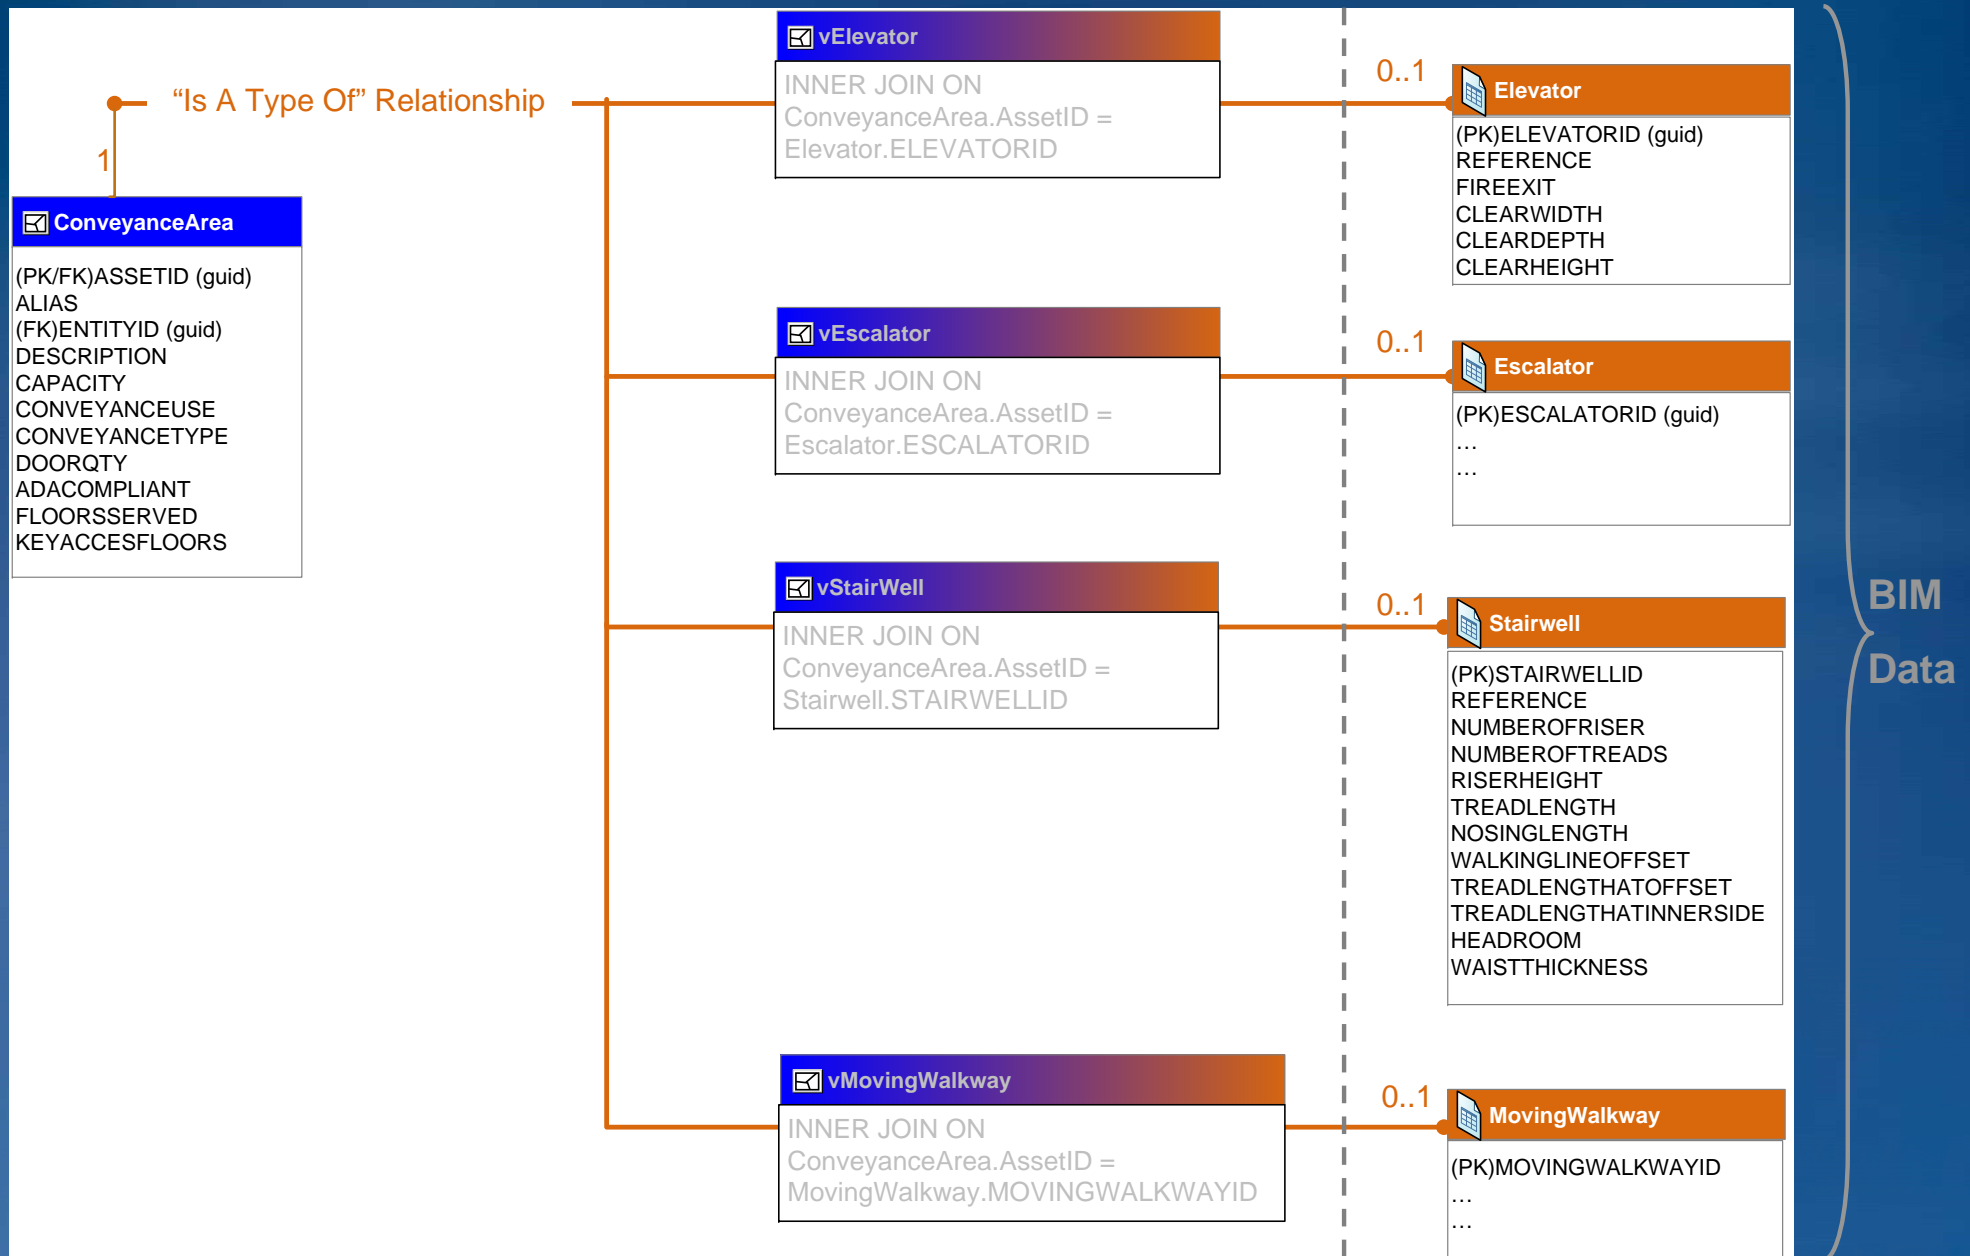 “Is A Type Of” Relationship
1
ConveyanceArea
(PK/FK)ASSETID (guid)
ALIAS
(FK)ENTITYID (guid)
DESCRIPTION
CAPACITY
CONVEYANCEUSE
CONVEYANCETYPE
DOORQTY
ADACOMPLIANT
FLOORSSERVED
KEYACCESFLOORS
vElevator
INNER JOIN ON
ConveyanceArea.AssetID =
Elevator.ELEVATORID
0..1
Elevator
(PK)ELEVATORID (guid)
REFERENCE
FIREEXIT
CLEARWIDTH
CLEARDEPTH
CLEARHEIGHT
vEscalator
INNER JOIN ON
ConveyanceArea.AssetID =
Escalator.ESCALATORID
0..1
Escalator
(PK)ESCALATORID (guid)
…
…
vStairWell
INNER JOIN ON
ConveyanceArea.AssetID =
Stairwell.STAIRWELLID
0..1
Stairwell
(PK)STAIRWELLID
REFERENCE
NUMBEROFRISER
NUMBEROFTREADS
RISERHEIGHT
TREADLENGTH
NOSINGLENGTH
WALKINGLINEOFFSET
TREADLENGTHATOFFSET
TREADLENGTHATINNERSIDE
HEADROOM
WAISTTHICKNESS
vMovingWalkway
INNER JOIN ON
ConveyanceArea.AssetID =
MovingWalkway.MOVINGWALKWAYID
0..1
MovingWalkway
(PK)MOVINGWALKWAYID
…
…
BIM
Data